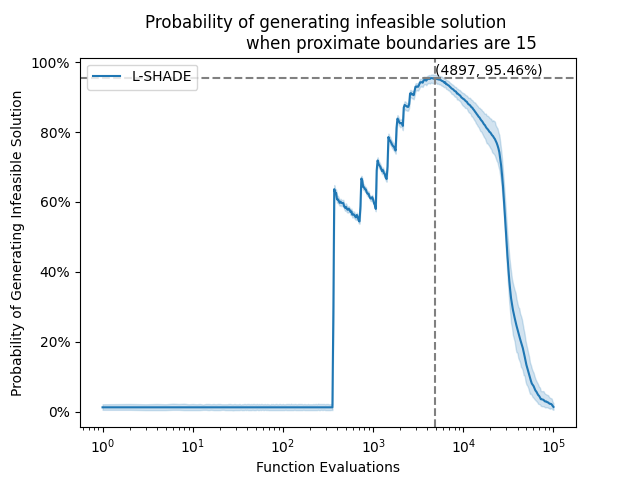 Probability of generating infeasible solution
when proximate boundaries are 15
100%
(4897, 95.46%)
L-SHADE
80%
60%
40%
20%
0%
Probability of Generating Infeasible Solution
10⁰
10¹
10²
10³
10⁴
10⁵
Function Evaluations